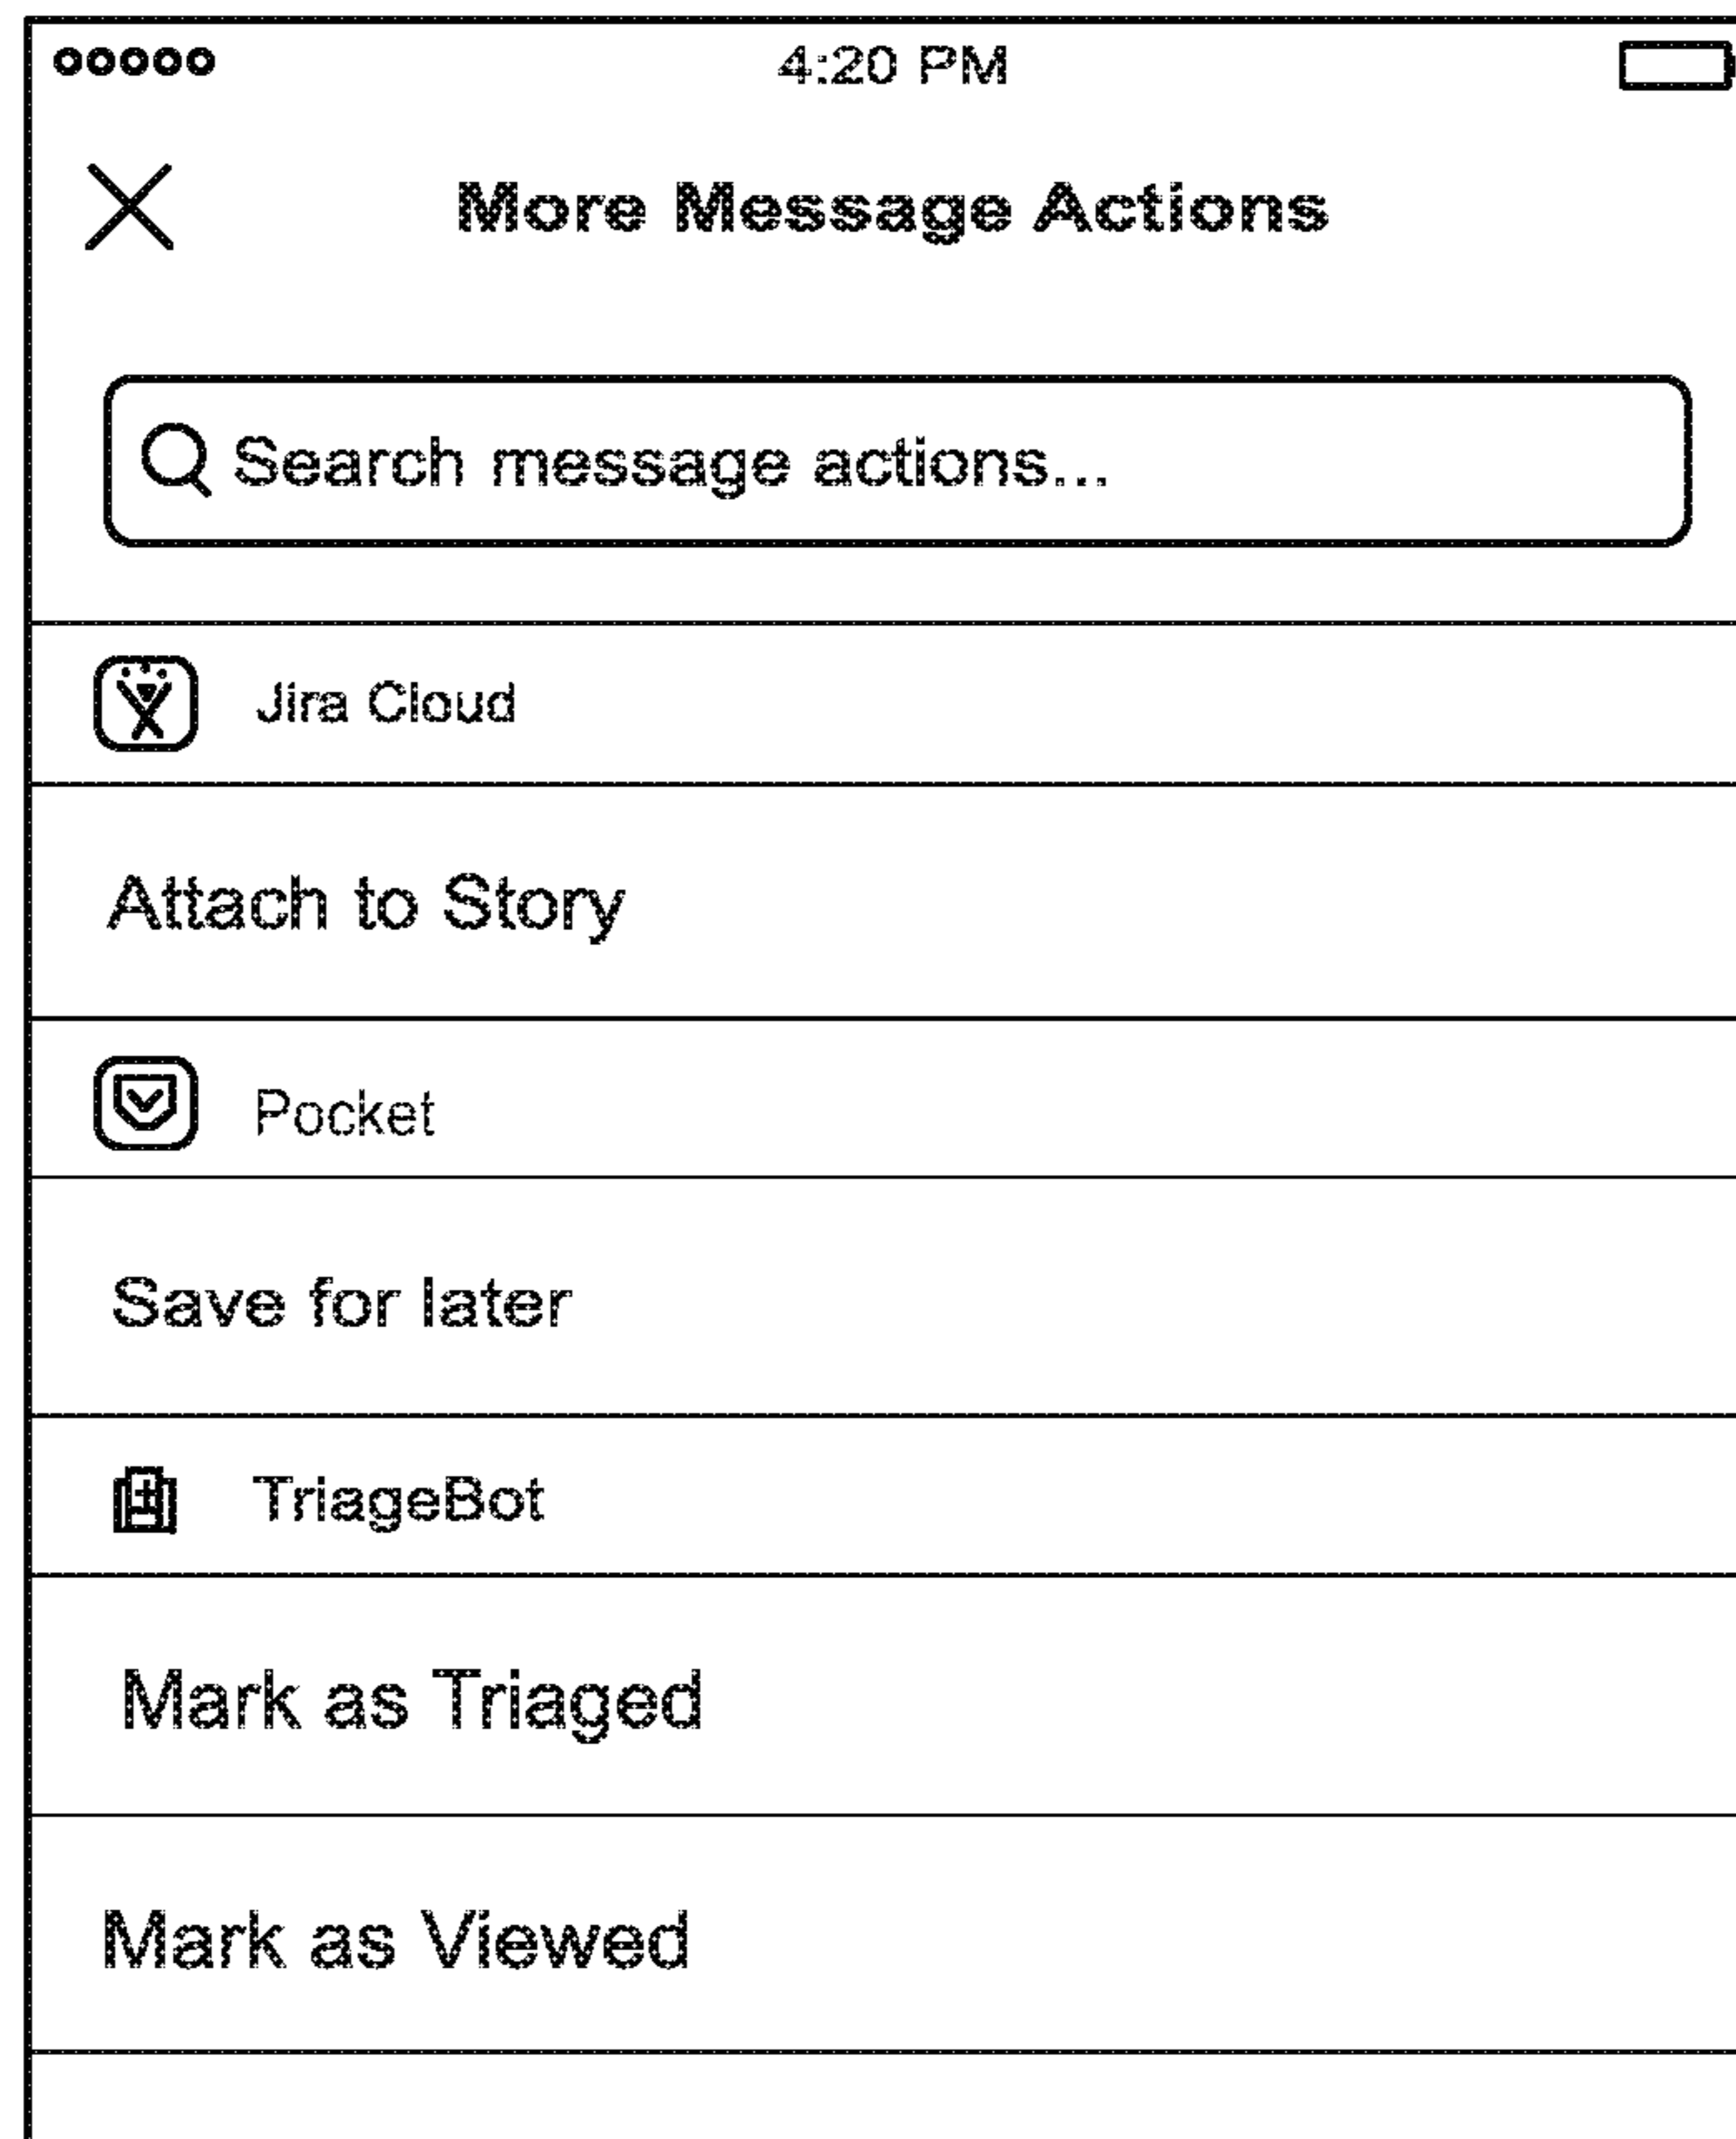 4:20 PM
More Message Actions
Search message actions...
Jira Cloud
Attach to Story
Pocket
Save for later
TriageBot
Mark as Triaged
Mark as Viewed